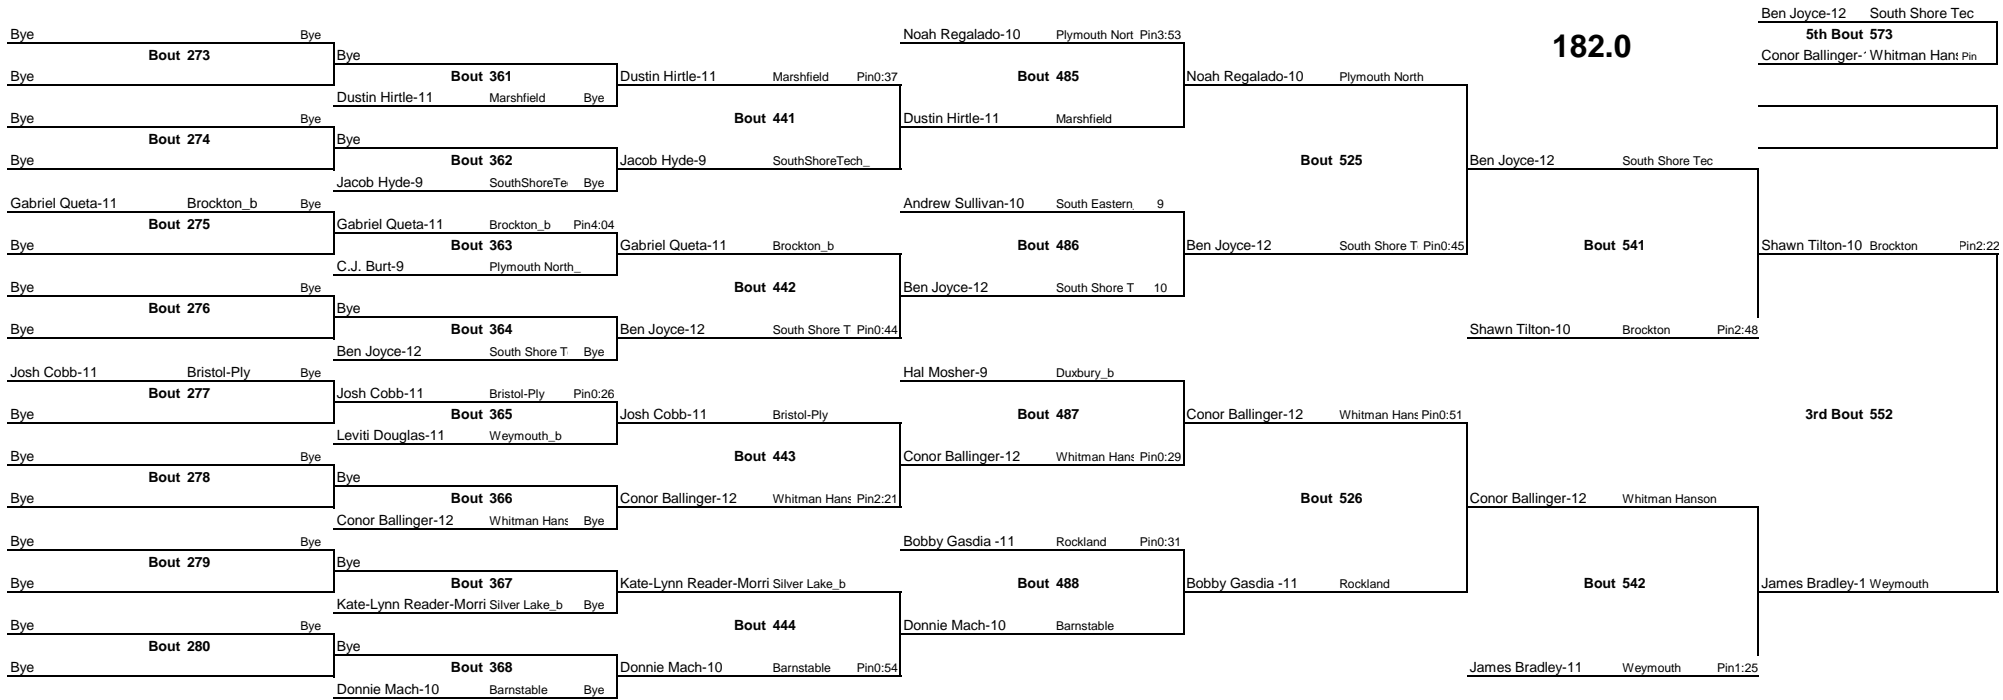 Ben Joyce-12 South Shore Tec
Bye Bye Noah Regalado-10 Plymouth Nort Pin3:53 182.0 5th Bout 573
Bout 273 Bye Conor Ballinger-1 Whitman Hans Pin
Bye Bout 361 Dustin Hirtle-11 Marshfield Pin0:37 Bout 485 Noah Regalado-10 Plymouth North
Dustin Hirtle-11 Marshfield Bye
Bye Bye Bout 441 Dustin Hirtle-11 Marshfield
Bout 274 Bye
Bye Bout 362 Jacob Hyde-9 SouthShoreTech_ Bout 525 Ben Joyce-12 South Shore Tec
Jacob Hyde-9 SouthShoreTe Bye
Gabriel Queta-11 Brockton_b Bye Andrew Sullivan-10 South Eastern_ 9
Bout 275 Gabriel Queta-11 Brockton_b Pin4:04
Bye Bout 363 Gabriel Queta-11 Brockton_b Bout 486 Ben Joyce-12 South Shore T Pin0:45 Bout 541 Shawn Tilton-10 Brockton Pin2:22
C.J. Burt-9 Plymouth North_
Bye Bye Bout 442 Ben Joyce-12 South Shore T 10
Bout 276 Bye
Bye Bout 364 Ben Joyce-12 South Shore T Pin0:44 Shawn Tilton-10 Brockton Pin2:48
Ben Joyce-12 South Shore T Bye
Josh Cobb-11 Bristol-Ply Bye Hal Mosher-9 Duxbury_b
Bout 277 Josh Cobb-11 Bristol-Ply Pin0:26
Bye Bout 365 Josh Cobb-11 Bristol-Ply Bout 487 Conor Ballinger-12 Whitman Hans Pin0:51 3rd Bout 552
Leviti Douglas-11 Weymouth_b
Bye Bye Bout 443 Conor Ballinger-12 Whitman Hans Pin0:29
Bout 278 Bye
Bye Bout 366 Conor Ballinger-12 Whitman Hans Pin2:21 Bout 526 Conor Ballinger-12 Whitman Hanson
Conor Ballinger-12 Whitman Hans Bye
Bye Bye Bobby Gasdia -11 Rockland Pin0:31
Bout 279 Bye
Bye Bout 367 Kate-Lynn Reader-Morri Silver Lake_b Bout 488 Bobby Gasdia -11 Rockland Bout 542 James Bradley-1 Weymouth
Kate-Lynn Reader-Morri Silver Lake_b Bye
Bye Bye Bout 444 Donnie Mach-10 Barnstable
Bout 280 Bye
Bye Bout 368 Donnie Mach-10 Barnstable Pin0:54 James Bradley-11 Weymouth Pin1:25
Donnie Mach-10 Barnstable Bye